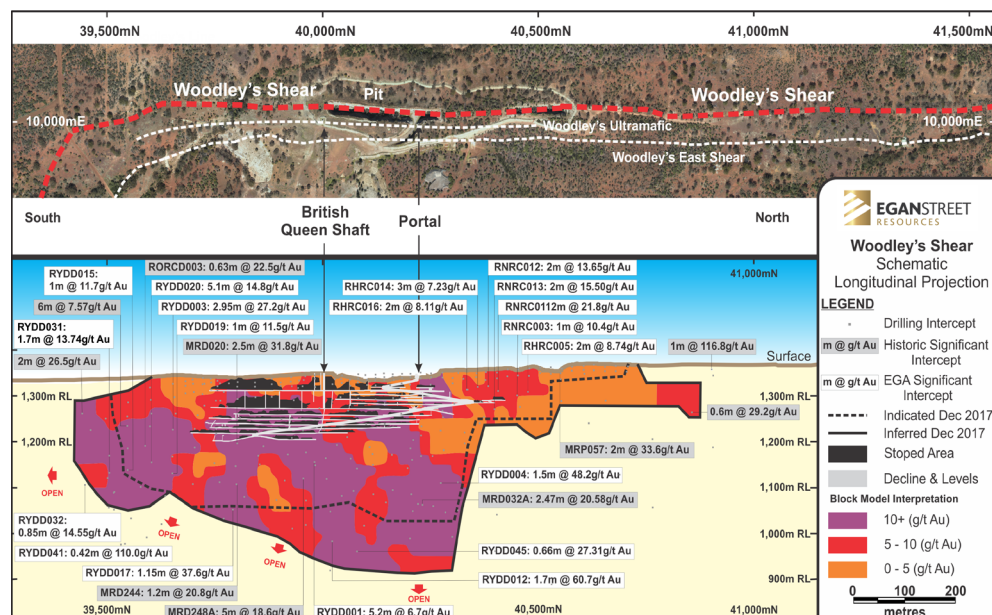 39,500mN
40,000mN
40,500mN
41,000mN
41,500mN
Woodley's Shear
Pit
Woodley's Shear
10,000mE
10,000mE
Woodley's Ultramafic
Woodley's East Shear
South
British
Queen Shaft
Portal
North
EGANSTREET
RESOURCES
Woodley's Shear
Schematic
Longitudinal Projection
LEGEND
Drilling Intercept
m @ g/t Au
Historic Significant
Intercept
m @ g/t Au
EGA Significant
Intercept
Indicated Dec 2017
Inferred Dec 2017
Stoped Area
Decline & Levels
Block Model Interpretation
10+ (g/t Au)
5 - 10 (g/t Au)
0 - 5 (g/t Au)
0 100 200
metres
41,000mN
RYDD015:
1m @ 11.7g/t Au
6m @ 7.57g/t Au
RYDD031:
1.7m @ 13.74g/t Au
2m @ 26.5g/t Au
RORCD003: 0.63m @ 22.5g/t Au
RYDD020: 5.1m @ 14.8g/t Au
RYDD003: 2.95m @ 27.2g/t Au
RYDD019: 1m @ 11.5g/t Au
MRD020: 2.5m @ 31.8g/t Au
RHRC014: 3m @ 7.23g/t Au
RHRC016: 2m @ 8.11g/t Au
RNRC012: 2m @ 13.65g/t Au
RNRC013: 2m @ 15.50g/t Au
RNRC0112m @ 21.8g/t Au
RNRC003: 1m @ 10.4g/t Au
RHRC005: 2m @ 8.74g/t Au
1m @ 116.8g/t Au
Surface
1,300m RL
1,300m RL
0.6m @ 29.2g/t Au
1,200m RL
1,200m RL
MRP057: 2m @ 33.6g/t Au
RYDD004: 1.5m @ 48.2g/t Au
MRD032A: 2.47m @ 20.58g/t Au
1,100m RL
OPEN
RYDD032:
0.85m @ 14.55g/t Au
OPEN
1,000m RL
RYDD041: 0.42m @ 110.0g/t Au
OPEN
RYDD045: 0.66m @ 27.31g/t Au
RYDD017: 1.15m @ 37.6g/t Au
RYDD012: 1.7m @ 60.7g/t Au
900m RL
MRD244: 1.2m @ 20.8g/t Au
OPEN
39,500mN
MRD248A: 5m @ 18.6g/t Au
RYDD001: 5.2m @ 6.7g/t Au
40,500mN
41,000mN